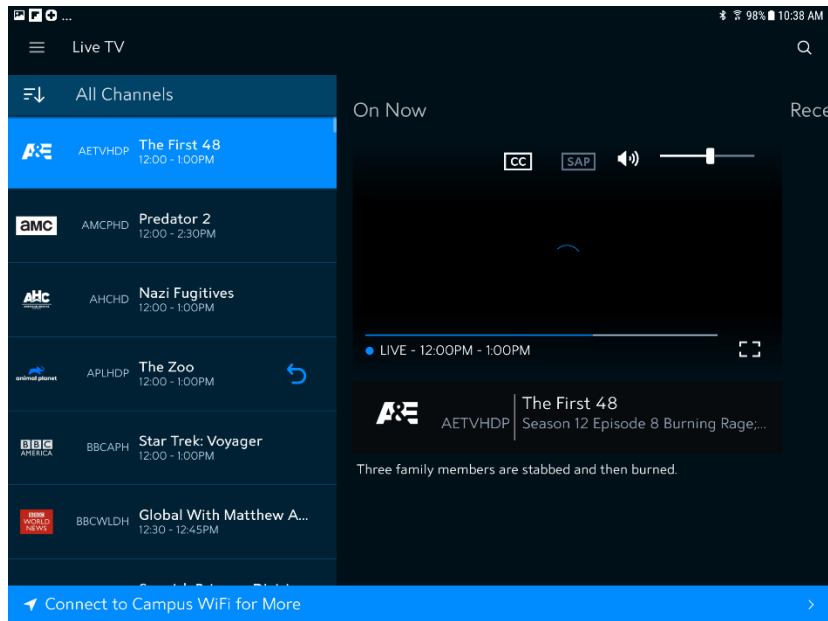 ... 98% 10:38 AM
Live TV
All Channels
A&E AETVHDP The First 48
12:00 - 1:00PM
aMC AMCPHD Predator 2
12:00 - 2:30PM
AHC AHCHD Nazi Fugitives
12:00 - 1:00PM
animal planet APLHDP The Zoo
12:00 - 1:00PM
BBC AMERICA BBCAPH Star Trek: Voyager
12:00 - 1:00PM
BBC WORLD NEWS BBCWLDH Global With Matthew A...
12:30 - 12:45PM
On Now
Rece
CC SAP
LIVE - 12:00PM - 1:00PM
A&E AETVHDP The First 48
Season 12 Episode 8 Burning Rage;...
Three family members are stabbed and then burned.
Connect to Campus WiFi for More